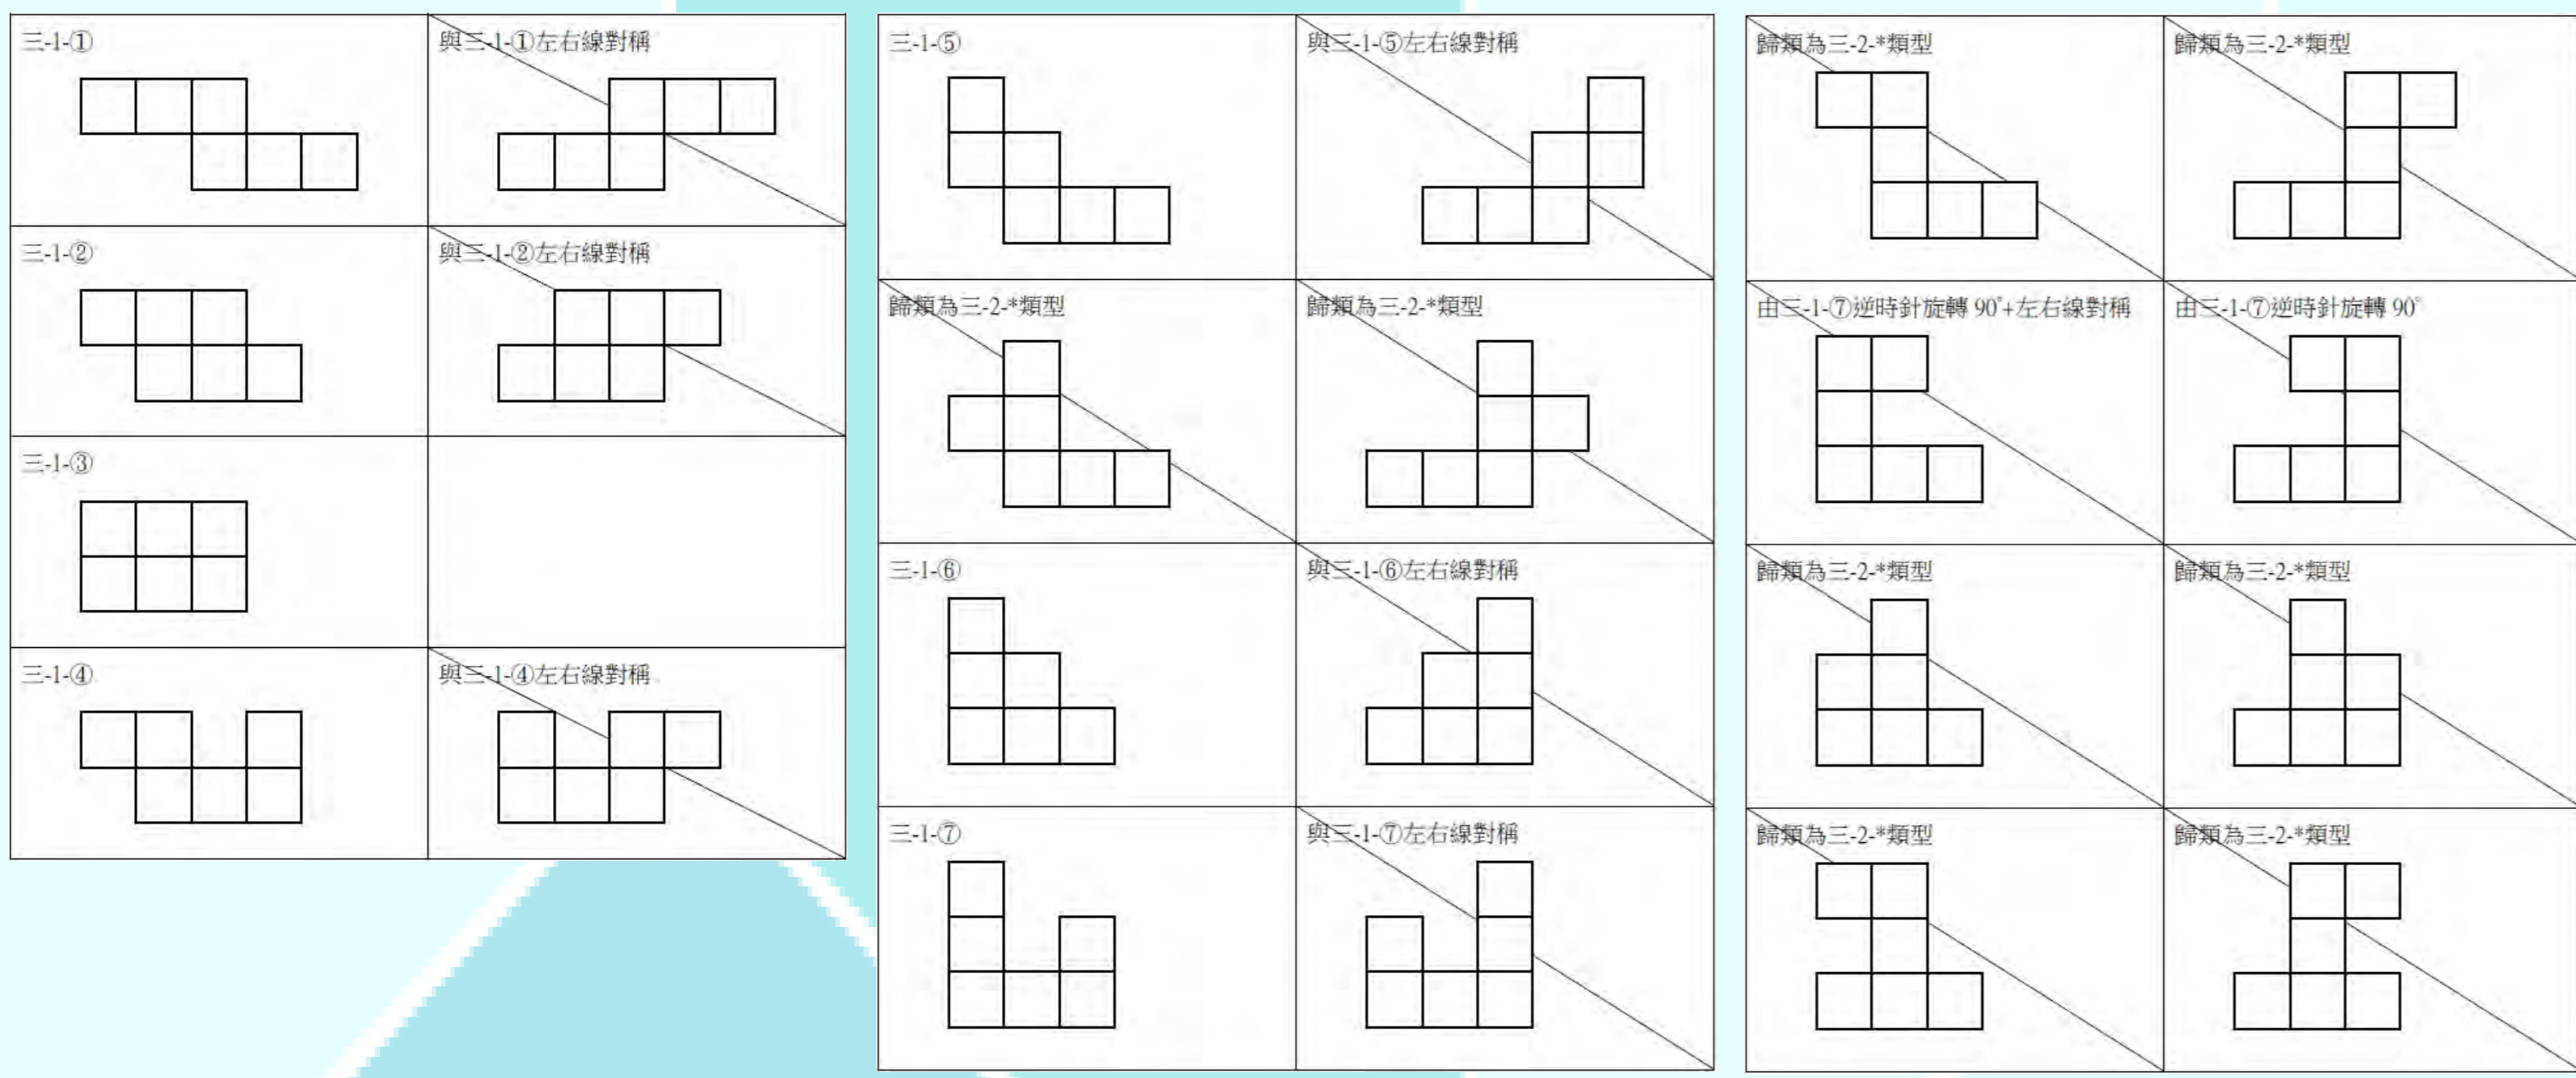 三-1-①
與三-1-①左右線對稱
三-1-②
與三-1-②左右線對稱
三-1-③
三-1-④
與三-1-④左右線對稱
三-1-⑤
與三-1-⑤左右線對稱
歸類為三-2-*類型
歸類為三-2-*類型
三-1-⑥
與三-1-⑥左右線對稱
三-1-⑦
與三-1-⑦左右線對稱
歸類為三-2-*類型
歸類為三-2-*類型
由三-1-⑦逆時針旋轉 90°+左右線對稱
由三-1-⑦逆時針旋轉 90°
歸類為三-2-*類型
歸類為三-2-*類型
歸類為三-2-*類型
歸類為三-2-*類型